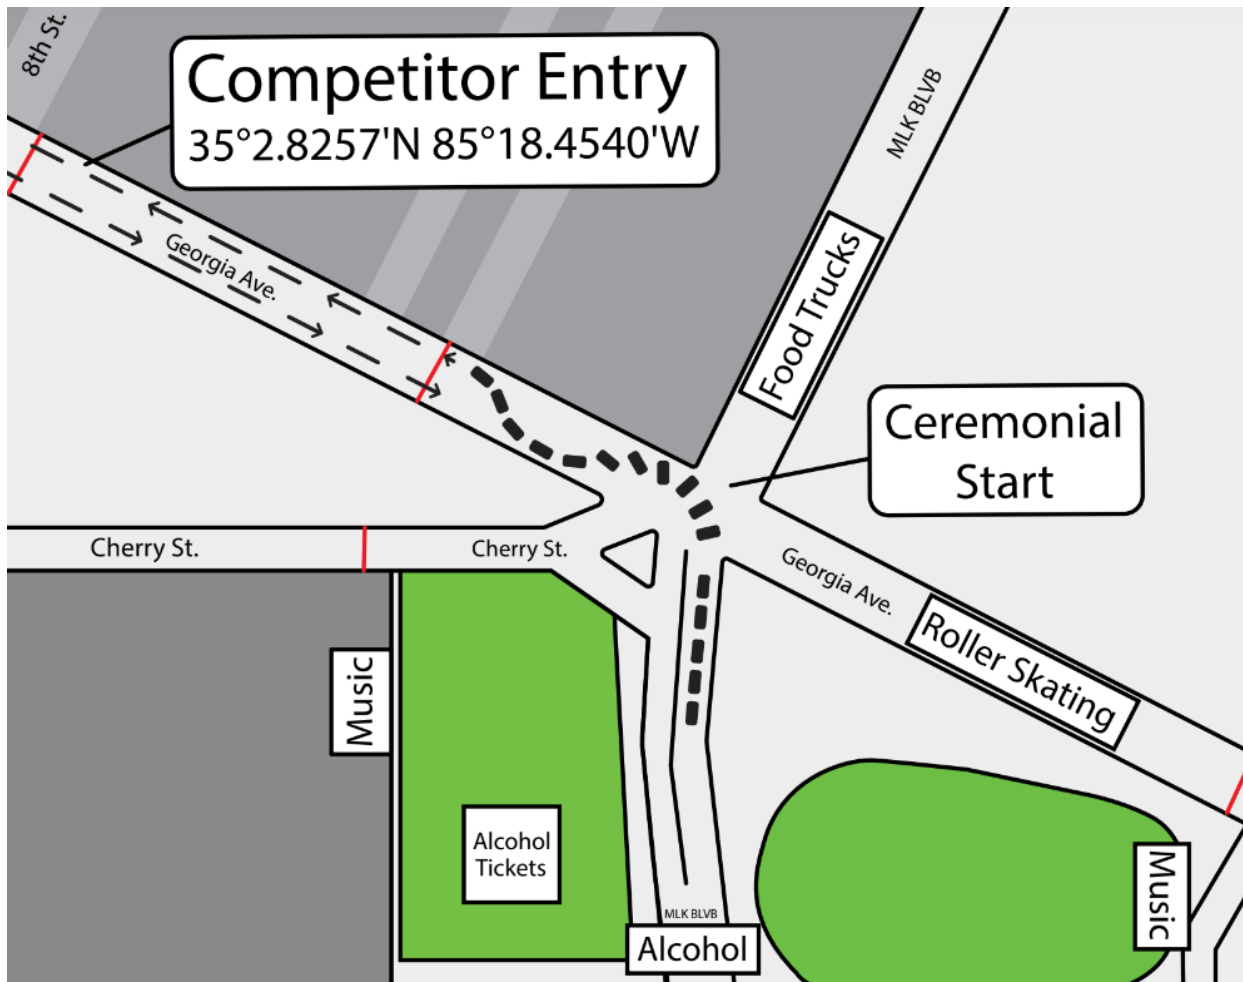 8th St.
Competitor Entry
35°2.8257'N 85°18.4540'W
MLK BLVB
Georgia Ave.
Food Trucks
Ceremonial
Start
Cherry St.
Cherry St.
Georgia Ave.
Roller Skating
Music
Alcohol
Tickets
Music
MLK BLVB
Alcohol